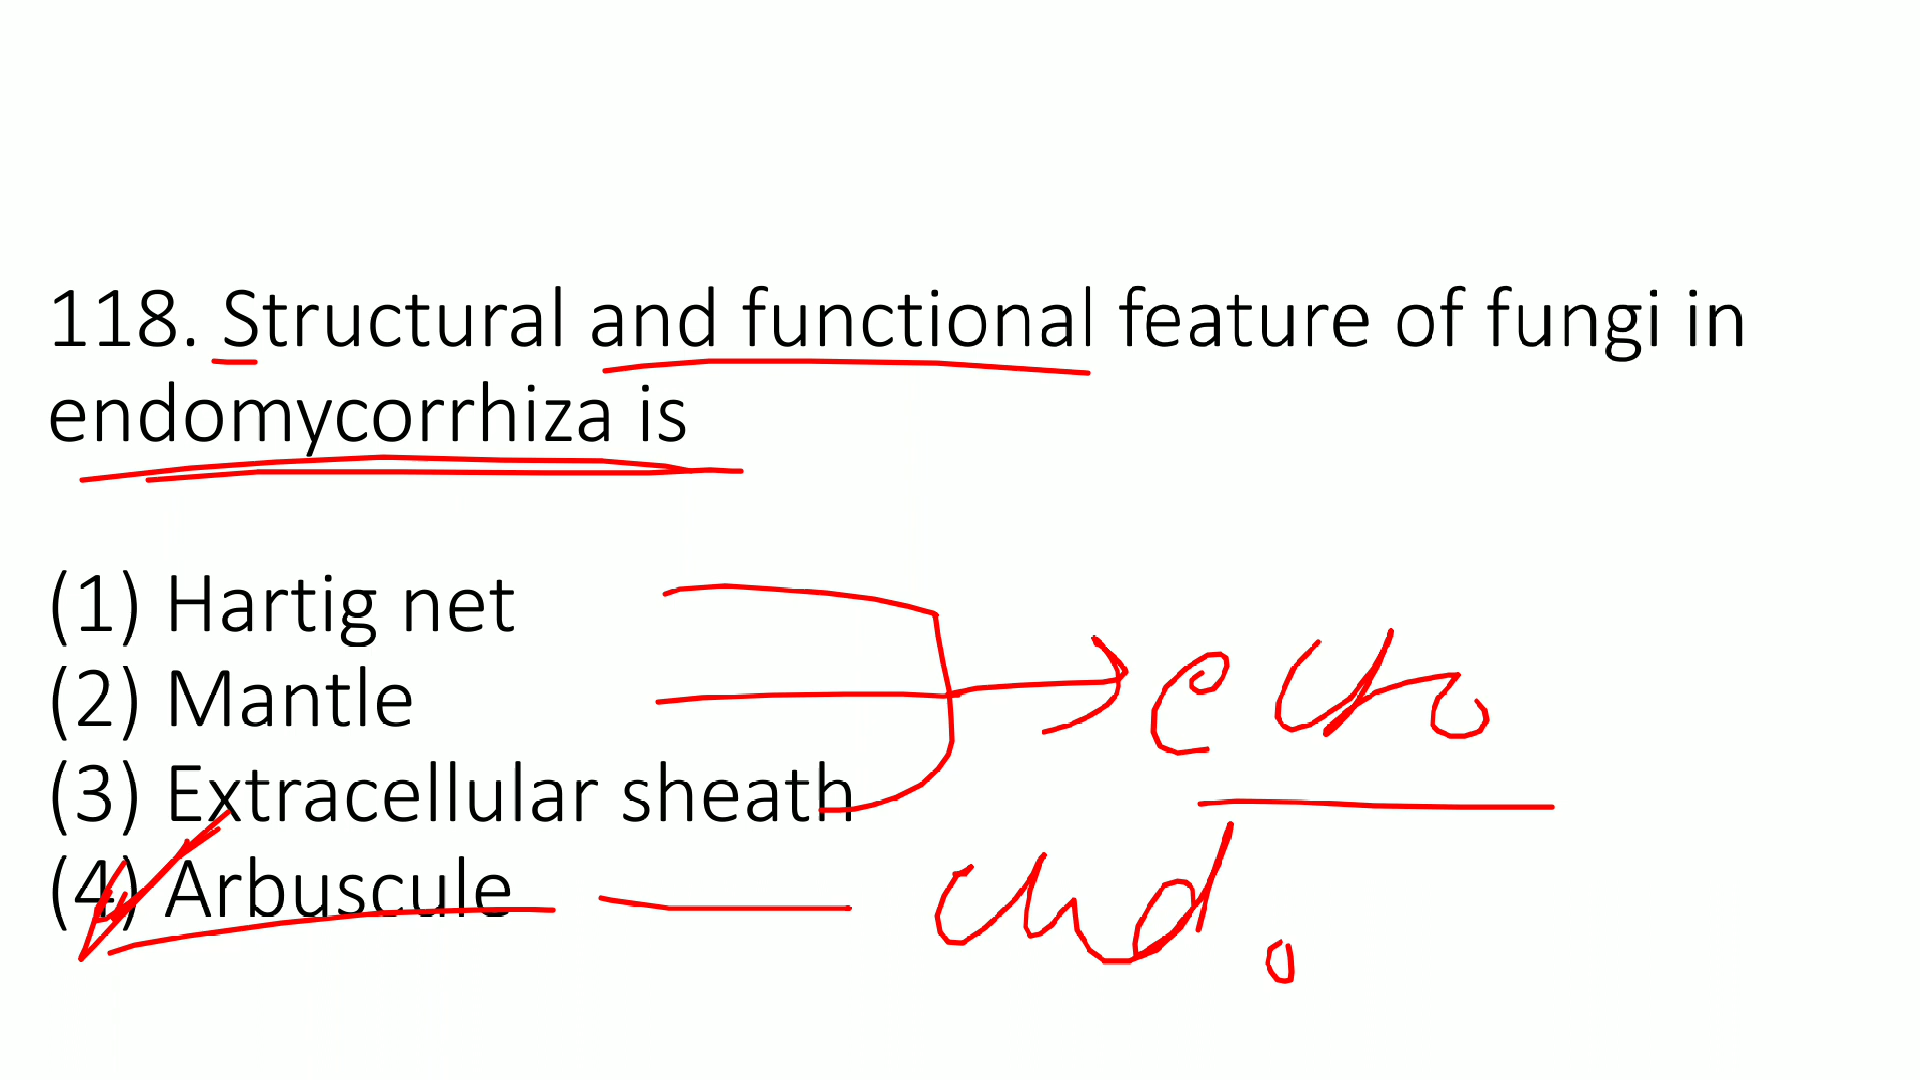 118. Structural and functional feature of fungi in
endomycorrhiza is
(1) Hartig net
(2) Mantle
(3) Extracellular sheath
(4) Arbuscule
ecto
endo